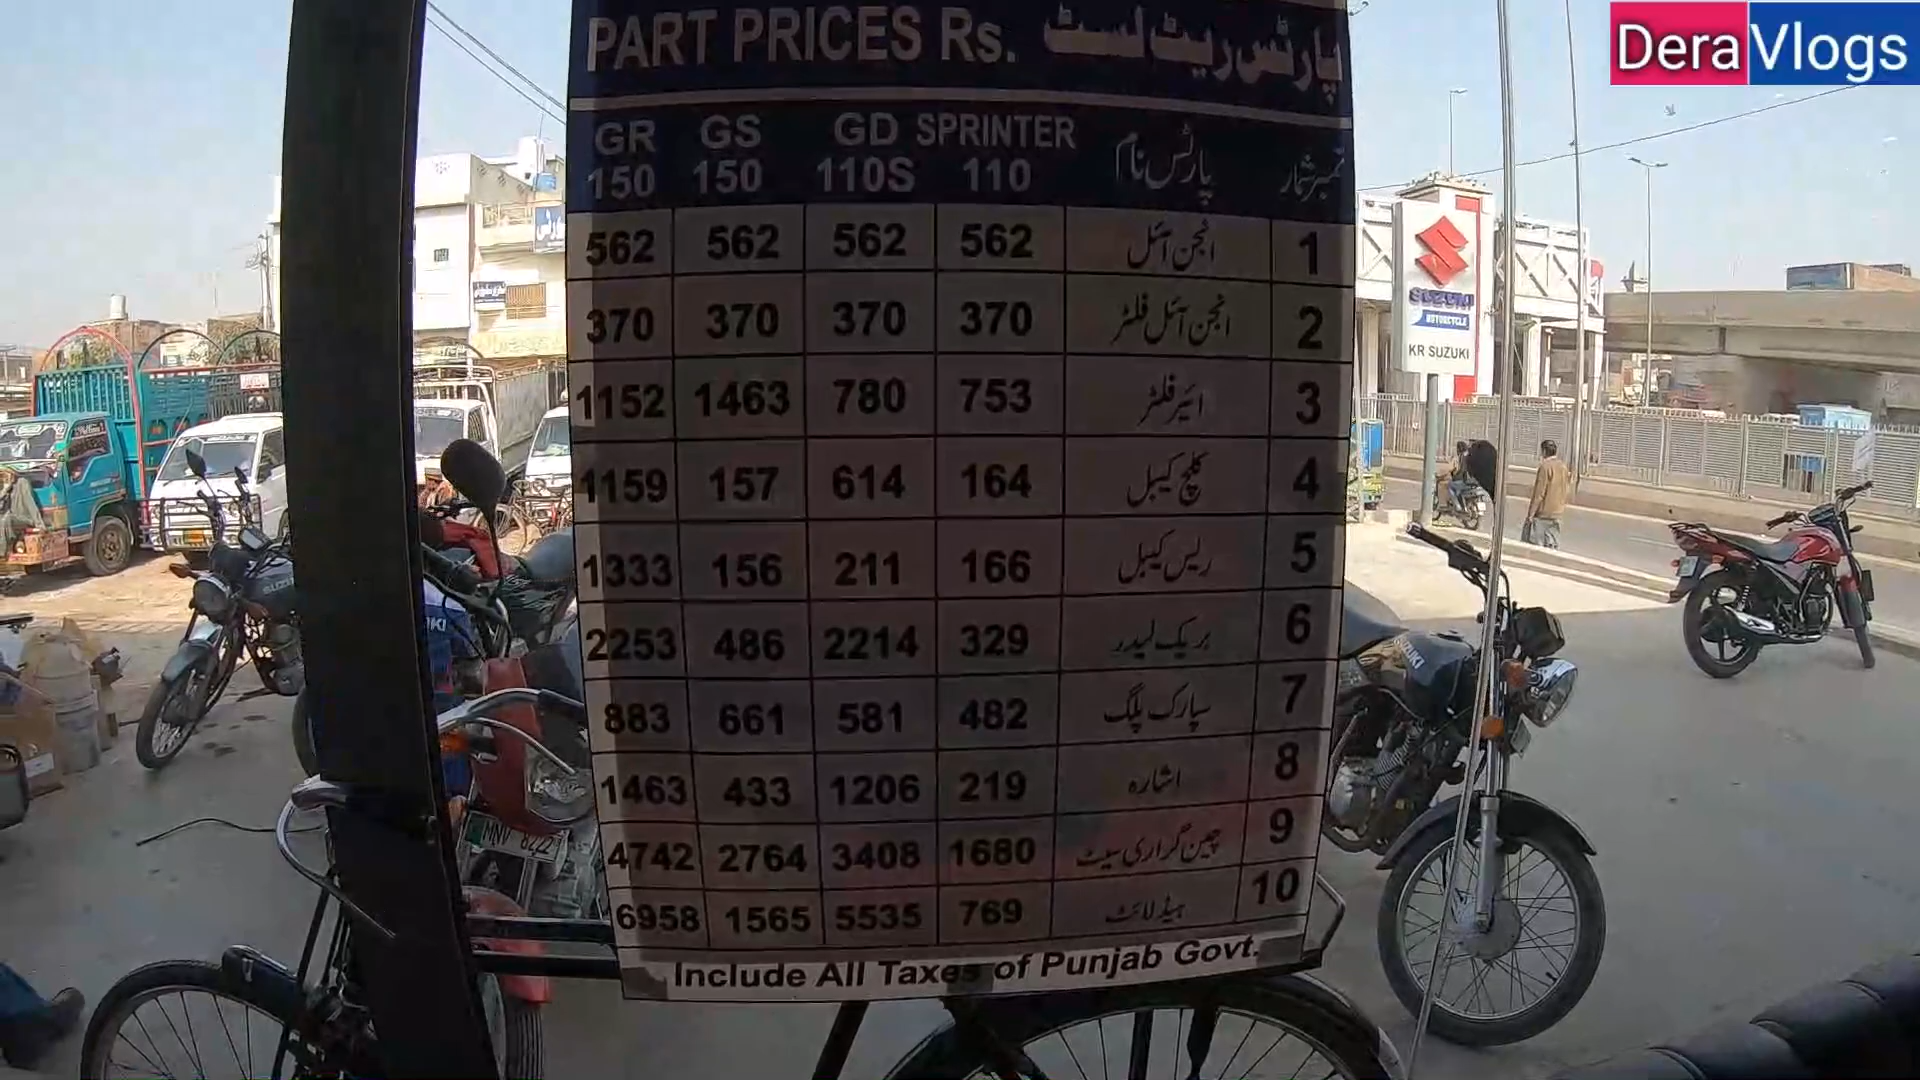 PART PRICES Rs. پارٹس ریٹ لسٹ
GR 150 GS 150 GD 110S SPRINTER 110 پارٹس نام نمبر شمار
562 562 562 562 انجن آئل 1
370 370 370 370 انجن آئل فلٹر 2
1152 1463 780 753 ائیر فلٹر 3
1159 157 614 164 کلچ کیبل 4
1333 156 211 166 ریس کیبل 5
2253 486 2214 329 بریک لیدر 6
883 661 581 482 سپارک پلگ 7
1463 433 1206 219 اشارہ 8
4742 2764 3408 1680 چین گراری سیٹ 9
6958 1565 5535 769 ہیڈ لائٹ 10
Include All Taxes of Punjab Govt.
DeraVlogs
SUZUKI
MOTORCYCLE
KR SUZUKI
SUZUKI
SUZUKI
MNV 6222